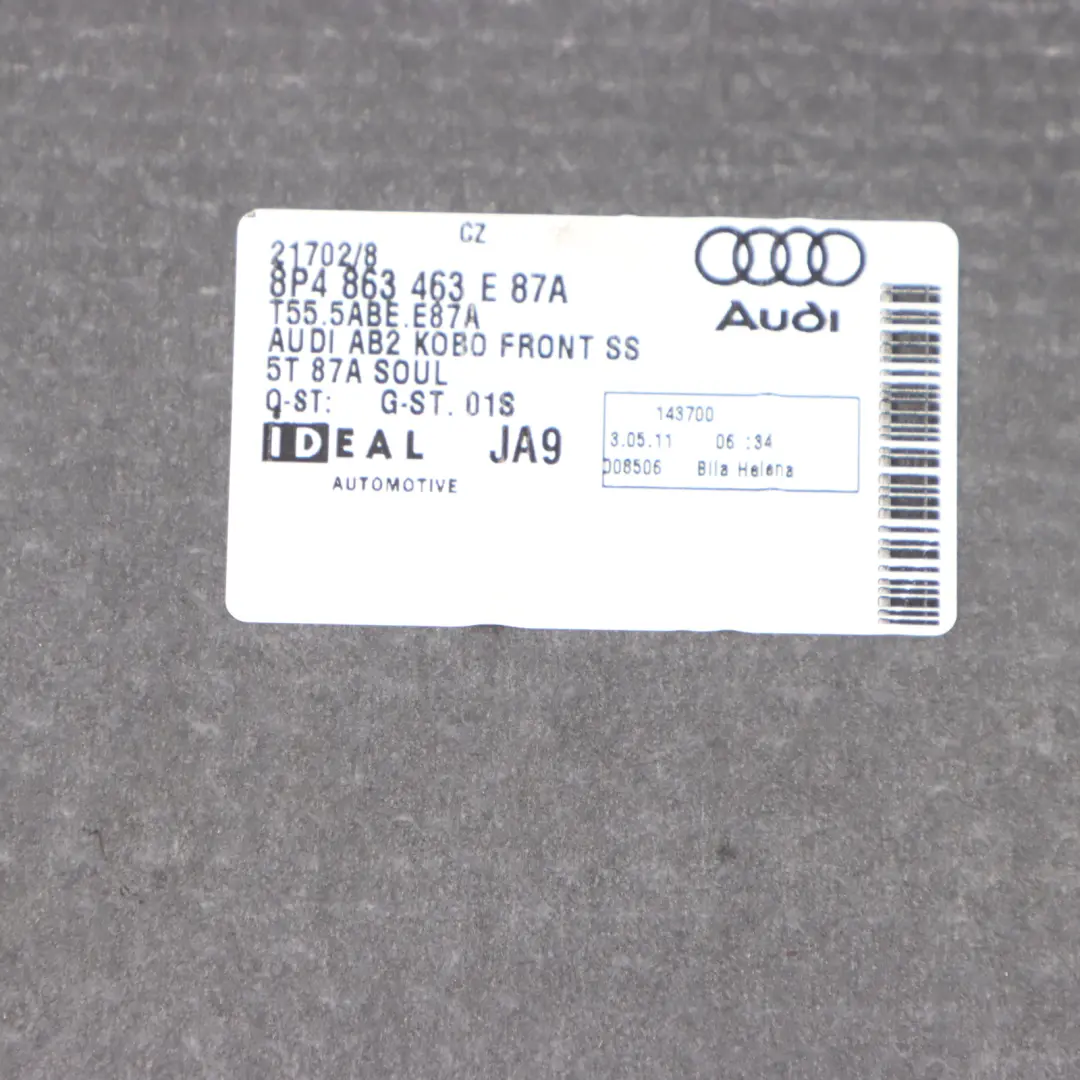 CZ
21702/8
8P4 863 463 E 87A
T55.5ABE.E87A
AUDI AB2 KOBO FRONT SS
5T 87A SOUL
Q-ST: G-ST. 01S
IDEAL JA9
AUTOMOTIVE
Audi
143700
3.05.11 06:34
008506 Bila Helena